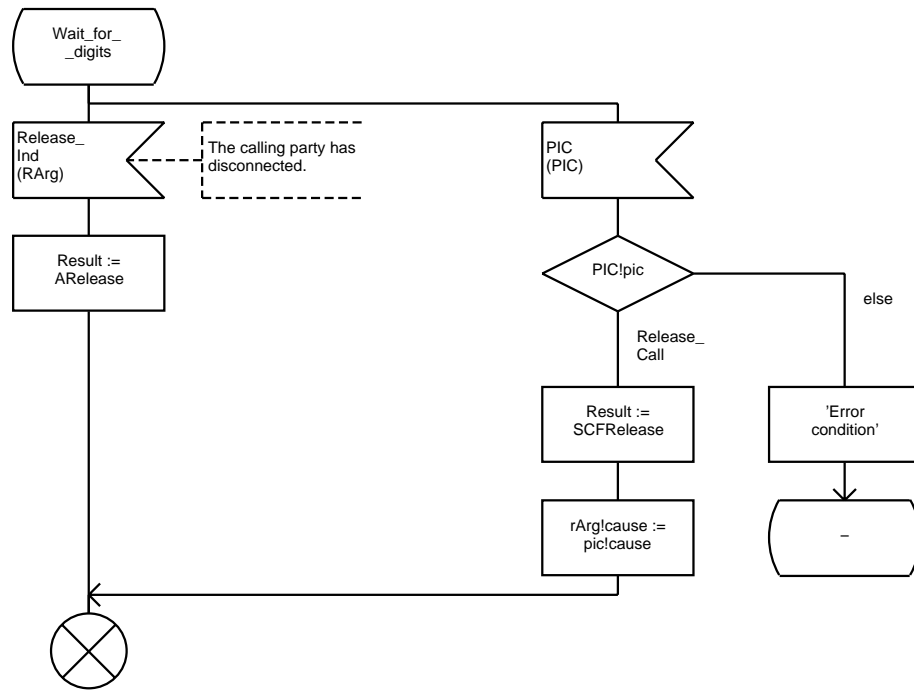 Wait_for_
_digits
Release_
Ind
(RArg)
The calling party has
disconnected.
PIC
(PIC)
Result :=
ARelease
PIC!pic
else
Release_
Call
Result :=
SCFRelease
'Error
condition'
rArg!cause :=
pic!cause
–